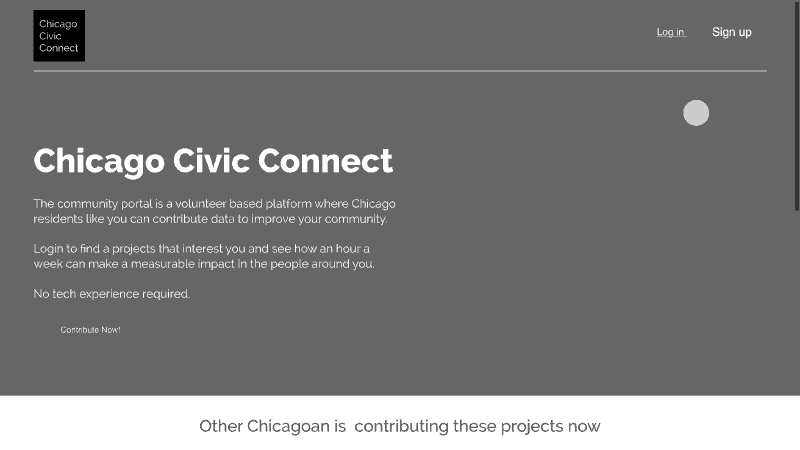 Chicago
Civic
Connect
Log in
Sign up
Chicago Civic Connect
The community portal is a volunteer based platform where Chicago
residents like you can contribute data to improve your community.
Login to find a projects that interest you and see how an hour a
week can make a measurable impact in the people around you.
No tech experience required.
Contribute Now!
Other Chicagoan is  contributing these projects now